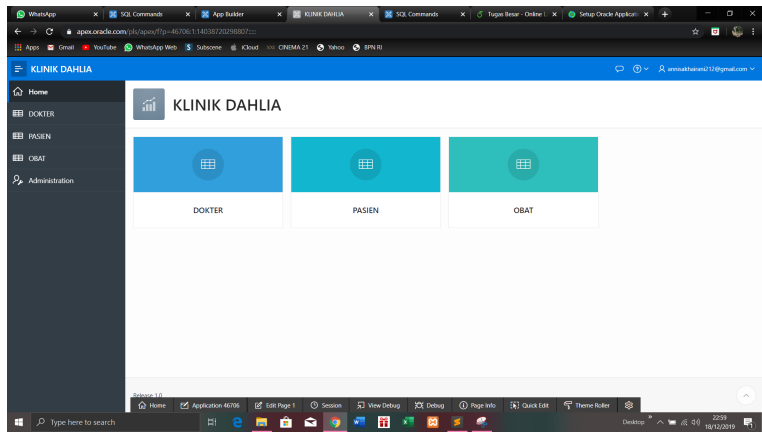 WhatsApp
SQL Commands
App Builder
KLINIK DAHLIA
SQL Commands
Tugas Besar - Online L
Setup Oracle Applicati
apex.oracle.com/pls/apex/f?p=46706:1:14038720298807:::::
Apps
Gmail
YouTube
WhatsApp Web
Subscene
iCloud
CINEMA 21
Yahoo
BPN RI
KLINIK DAHLIA
annisakhairani212@gmail.com
Home
DOKTER
PASIEN
OBAT
Administration
KLINIK DAHLIA
DOKTER
PASIEN
OBAT
Release 1.0
Home
Application 46706
Edit Page 1
Session
View Debug
Debug
Page Info
Quick Edit
Theme Roller
Type here to search
Desktop
22:59
18/12/2019